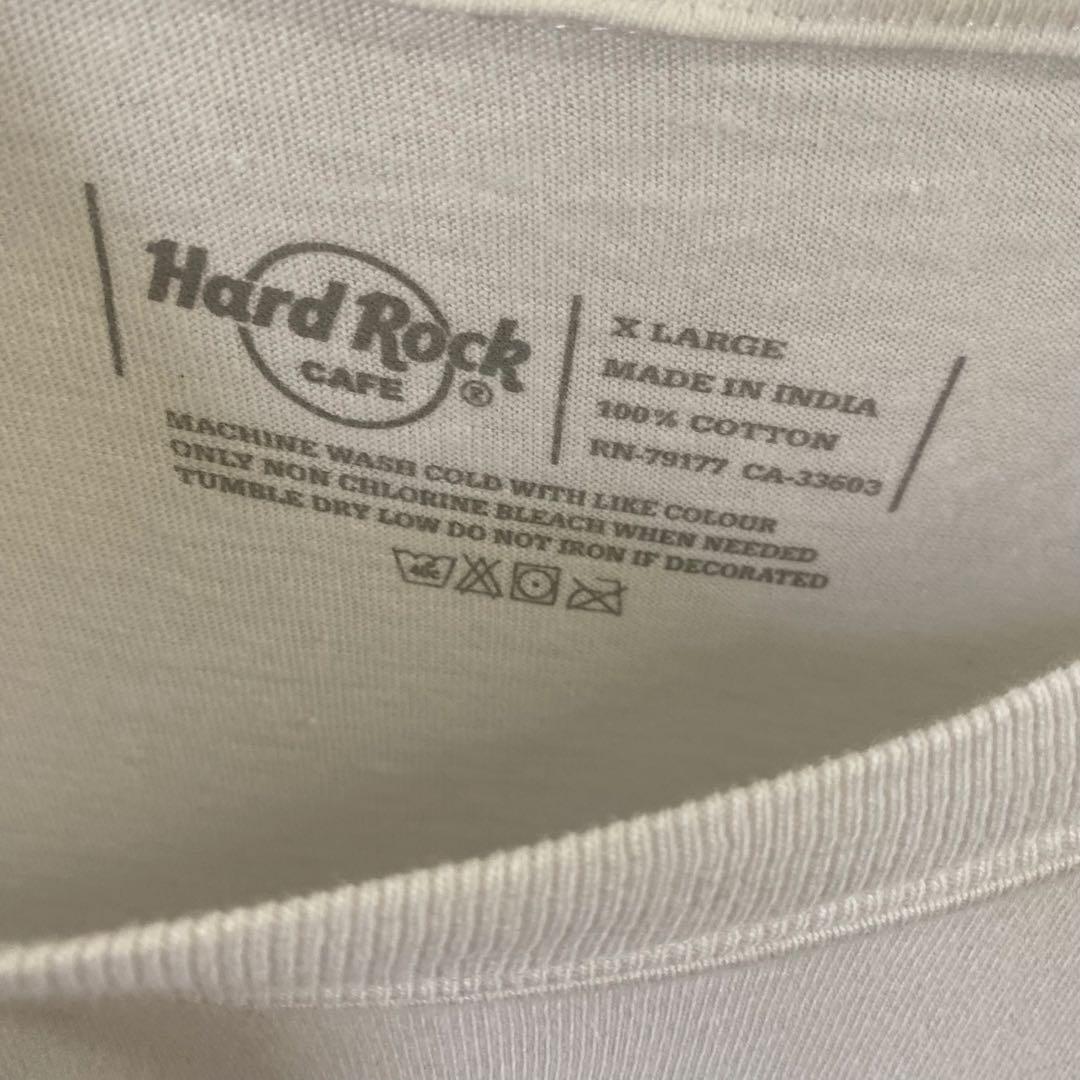 Hard Rock
CAFE ®
X LARGE
MADE IN INDIA
100% COTTON
RN-79177 CA-33603
MACHINE WASH COLD WITH LIKE COLOUR
ONLY NON CHLORINE BLEACH WHEN NEEDED
TUMBLE DRY LOW DO NOT IRON IF DECORATED